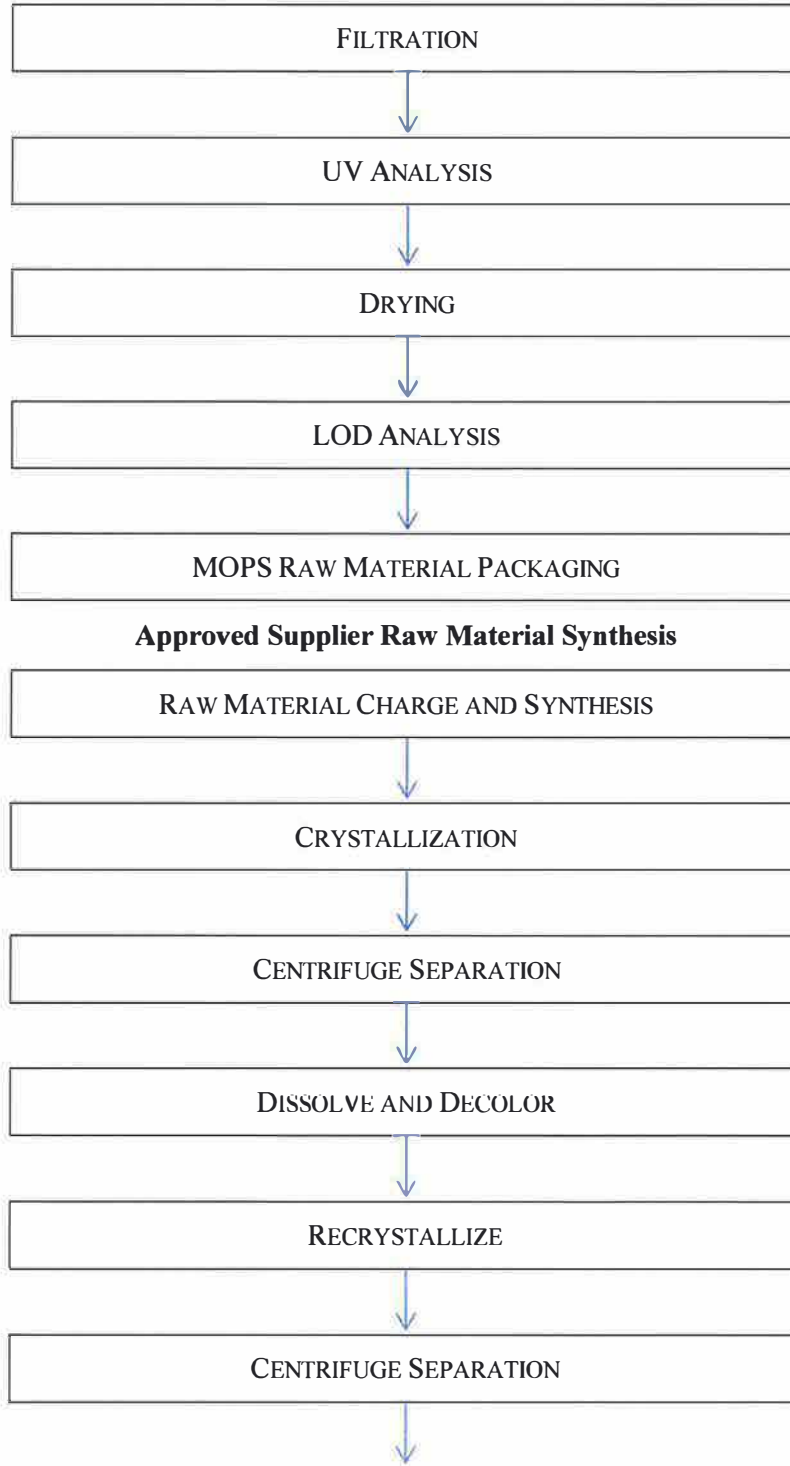 FILTRATION
UV ANALYSIS
DRYING
LOD ANALYSIS
MOPS RAW MATERIAL PACKAGING
Approved Supplier Raw Material Synthesis
RAW MATERIAL CHARGE AND SYNTHESIS
CRYSTALLIZATION
CENTRIFUGE SEPARATION
DISSOLVE AND DECOLOR
RECRYSTALLIZE
CENTRIFUGE SEPARATION